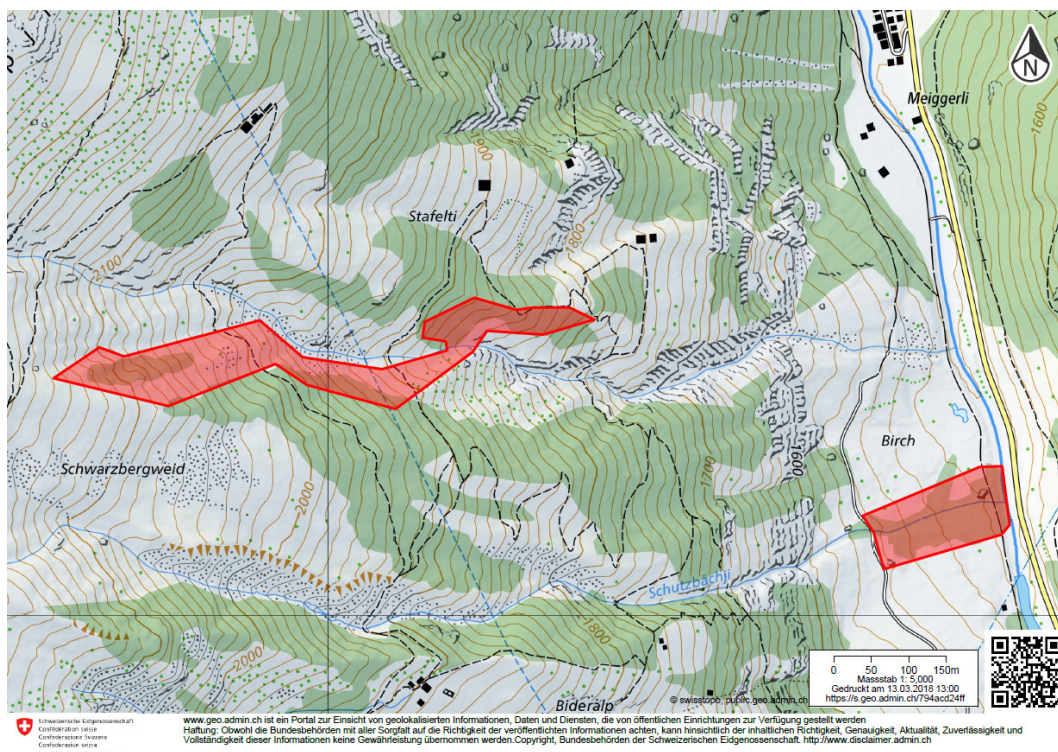 N
Meiggerli
1600
1900
Stafelti
1800
2100
Birch
1600
Schwarzbergweid
1700
2000
Schutzbächji
1800
2000
Bideralp
0 50 100 150m
Massstab 1: 5,000
Gedruckt am 13.03.2018 13:00
https://s.geo.admin.ch/794acd24ff
© swisstopo, public.geo.admin.ch
Schweizerische Eidgenossenschaft
Confédération suisse
Confederazione Svizzera
Confederaziun svizra
www.geo.admin.ch ist ein Portal zur Einsicht von geolokalisierten Informationen, Daten und Diensten, die von öffentlichen Einrichtungen zur Verfügung gestellt werden
Haftung: Obwohl die Bundesbehörden mit aller Sorgfalt auf die Richtigkeit der veröffentlichten Informationen achten, kann hinsichtlich der inhaltlichen Richtigkeit, Genauigkeit, Aktualität, Zuverlässigkeit und
Vollständigkeit dieser Informationen keine Gewährleistung übernommen werden.Copyright, Bundesbehörden der Schweizerischen Eidgenossenschaft. http://www.disclaimer.admin.ch